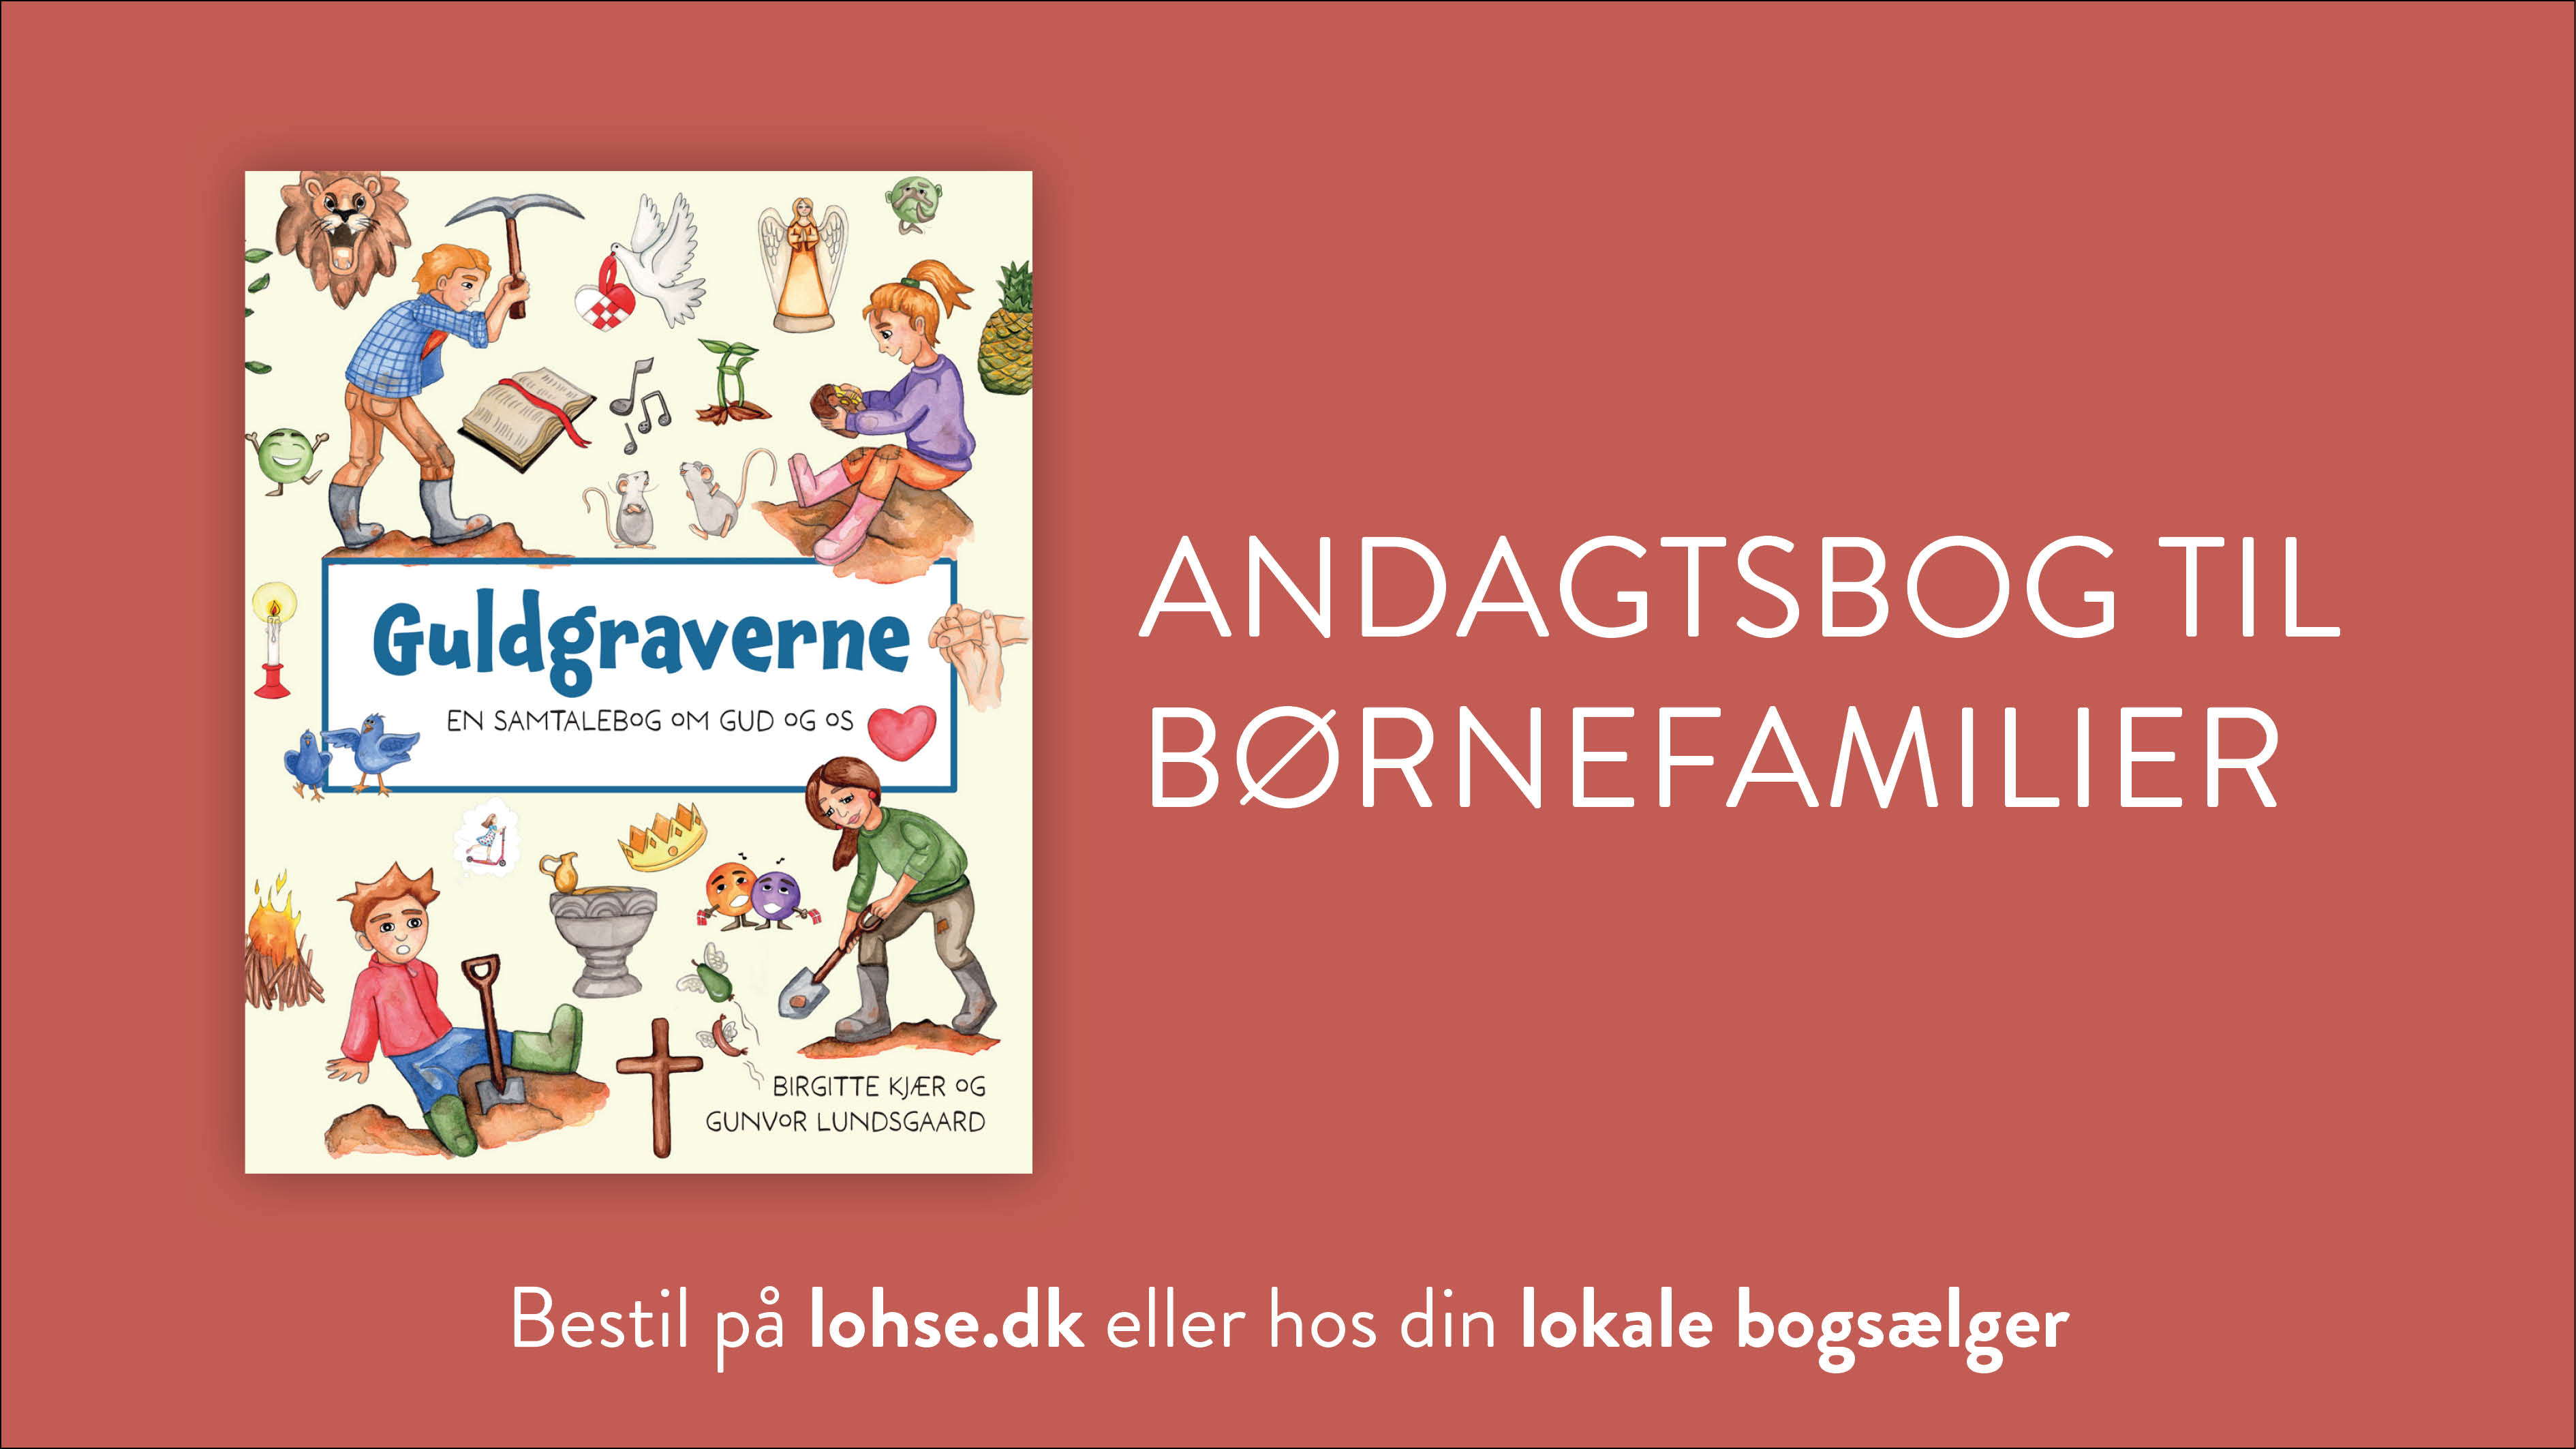 Guldgraverne
EN SAMTALEBOG OM GUD OG OS
BIRGITTE KJÆR OG
GUNVOR LUNDSGAARD
ANDAGTSBOG TIL
BØRNEFAMILIER
Bestil på lohse.dk eller hos din lokale bogsælger